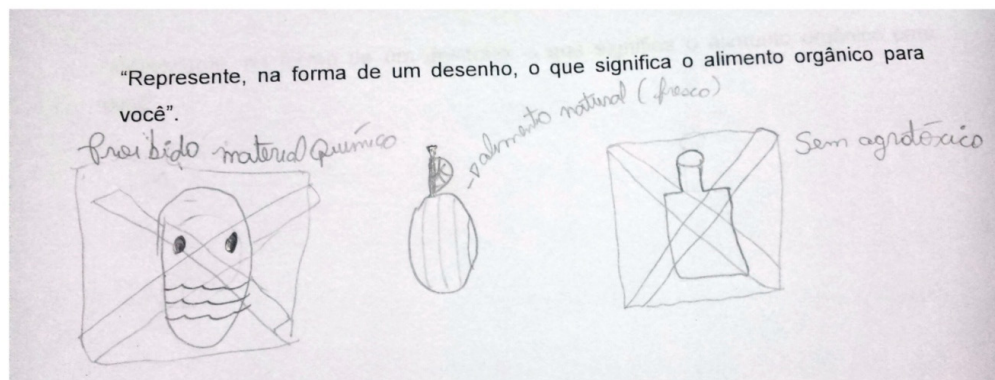 “Represente, na forma de um desenho, o que significa o alimento orgânico para
você”.
Proibido material químico
→ alimento natural (fresco)
Sem agrotóxico